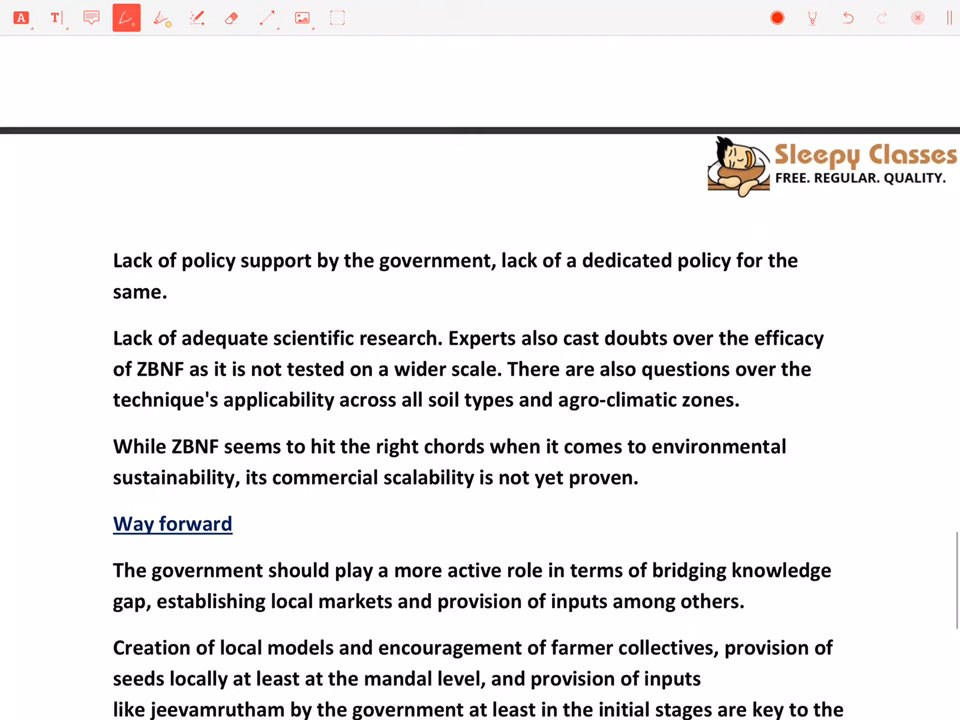 A T
Sleepy Classes
FREE. REGULAR. QUALITY.
Lack of policy support by the government, lack of a dedicated policy for the
same.
Lack of adequate scientific research. Experts also cast doubts over the efficacy
of ZBNF as it is not tested on a wider scale. There are also questions over the
technique's applicability across all soil types and agro-climatic zones.
While ZBNF seems to hit the right chords when it comes to environmental
sustainability, its commercial scalability is not yet proven.
Way forward
The government should play a more active role in terms of bridging knowledge
gap, establishing local markets and provision of inputs among others.
Creation of local models and encouragement of farmer collectives, provision of
seeds locally at least at the mandal level, and provision of inputs
like jeevamrutham by the government at least in the initial stages are key to the